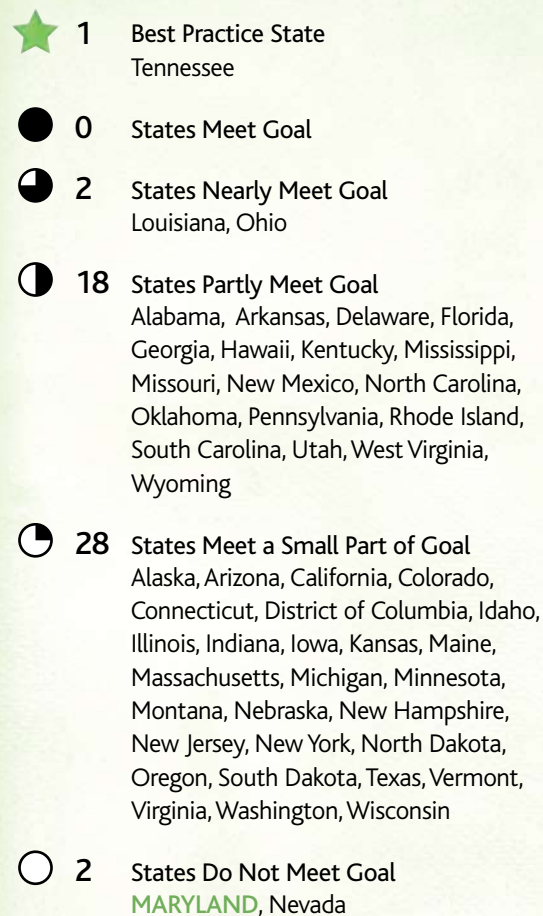 1 Best Practice State
Tennessee
0 States Meet Goal
2 States Nearly Meet Goal
Louisiana, Ohio
18 States Partly Meet Goal
Alabama, Arkansas, Delaware, Florida,
Georgia, Hawaii, Kentucky, Mississippi,
Missouri, New Mexico, North Carolina,
Oklahoma, Pennsylvania, Rhode Island,
South Carolina, Utah, West Virginia,
Wyoming
28 States Meet a Small Part of Goal
Alaska, Arizona, California, Colorado,
Connecticut, District of Columbia, Idaho,
Illinois, Indiana, Iowa, Kansas, Maine,
Massachusetts, Michigan, Minnesota,
Montana, Nebraska, New Hampshire,
New Jersey, New York, North Dakota,
Oregon, South Dakota, Texas, Vermont,
Virginia, Washington, Wisconsin
2 States Do Not Meet Goal
MARYLAND, Nevada